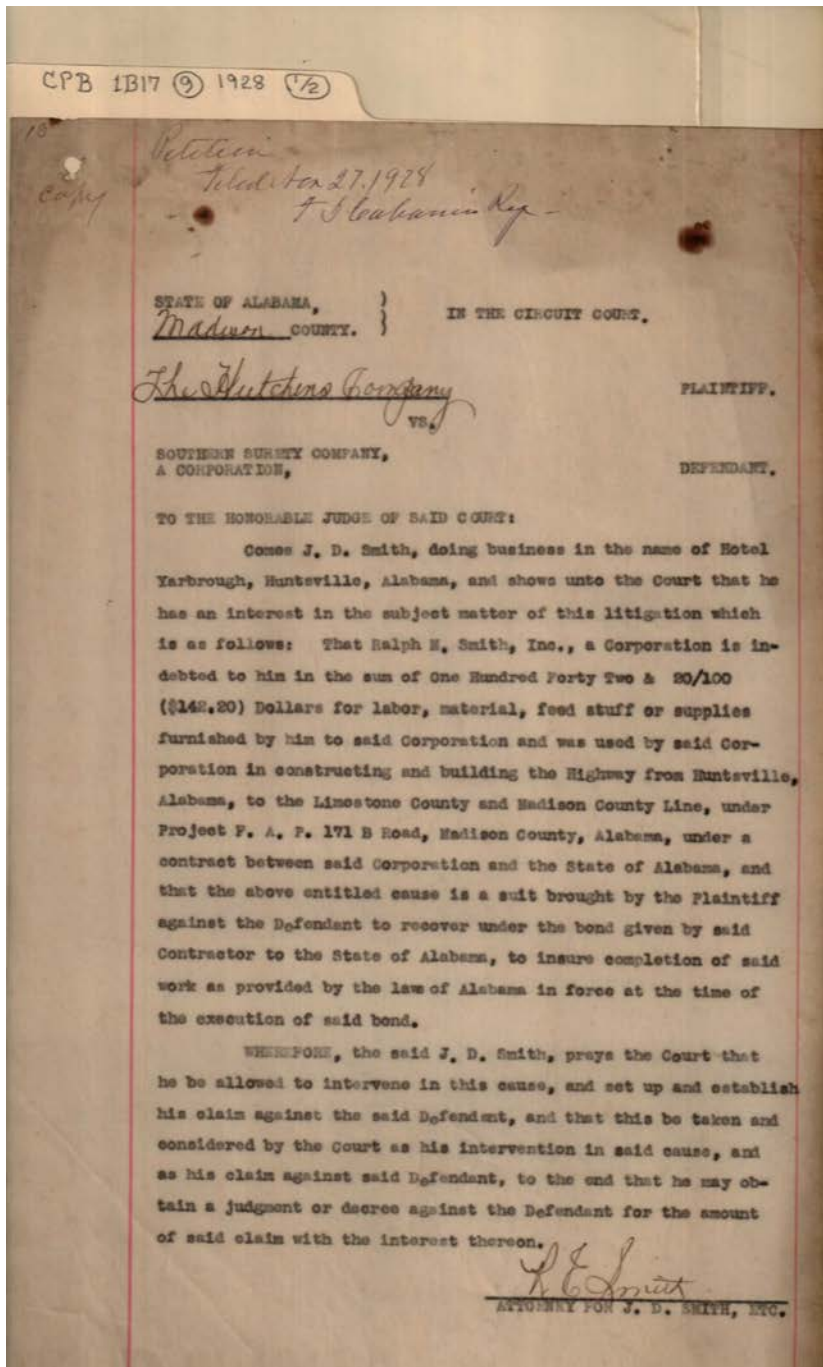 CPB 1B17 (9) 1928 (1/2)
Petition
Copy
Filed 27, 1928
STATE OF ALABAMA, )
Madison COUNTY. ) IN THE CIRCUIT COURT.
The Hutchens Company PLAINTIFF.
VS.
SOUTHERN SURETY COMPANY,
A CORPORATION, DEFENDANT.
TO THE HONORABLE JUDGE OF SAID COURT:
Comes J. D. Smith, doing business in the name of Hotel
Yarbrough, Huntsville, Alabama, and shows unto the Court that he
has an interest in the subject matter of this litigation which
is as follows: That Ralph H. Smith, Inc., a Corporation is in-
debted to him in the sum of One Hundred Forty Two & 20/100
($142.20) Dollars for labor, material, feed stuff or supplies
furnished by him to said Corporation and was used by said Cor-
poration in constructing and building the Highway from Huntsville,
Alabama, to the Limestone County and Madison County Line, under
Project F. A. P. 171 B Road, Madison County, Alabama, under a
contract between said Corporation and the State of Alabama, and
that the above entitled cause is a suit brought by the Plaintiff
against the Defendant to recover under the bond given by said
Contractor to the State of Alabama, to insure completion of said
work as provided by the law of Alabama in force at the time of
the execution of said bond.
WHEREFORE, the said J. D. Smith, prays the Court that
he be allowed to intervene in this cause, and set up and establish
his claim against the said Defendant, and that this be taken and
considered by the Court as his intervention in said cause, and
as his claim against said Defendant, to the end that he may ob-
tain a judgment or decree against the Defendant for the amount
of said claim with the interest thereon.
R E Smith
ATTORNEY FOR J. D. SMITH, ETC.